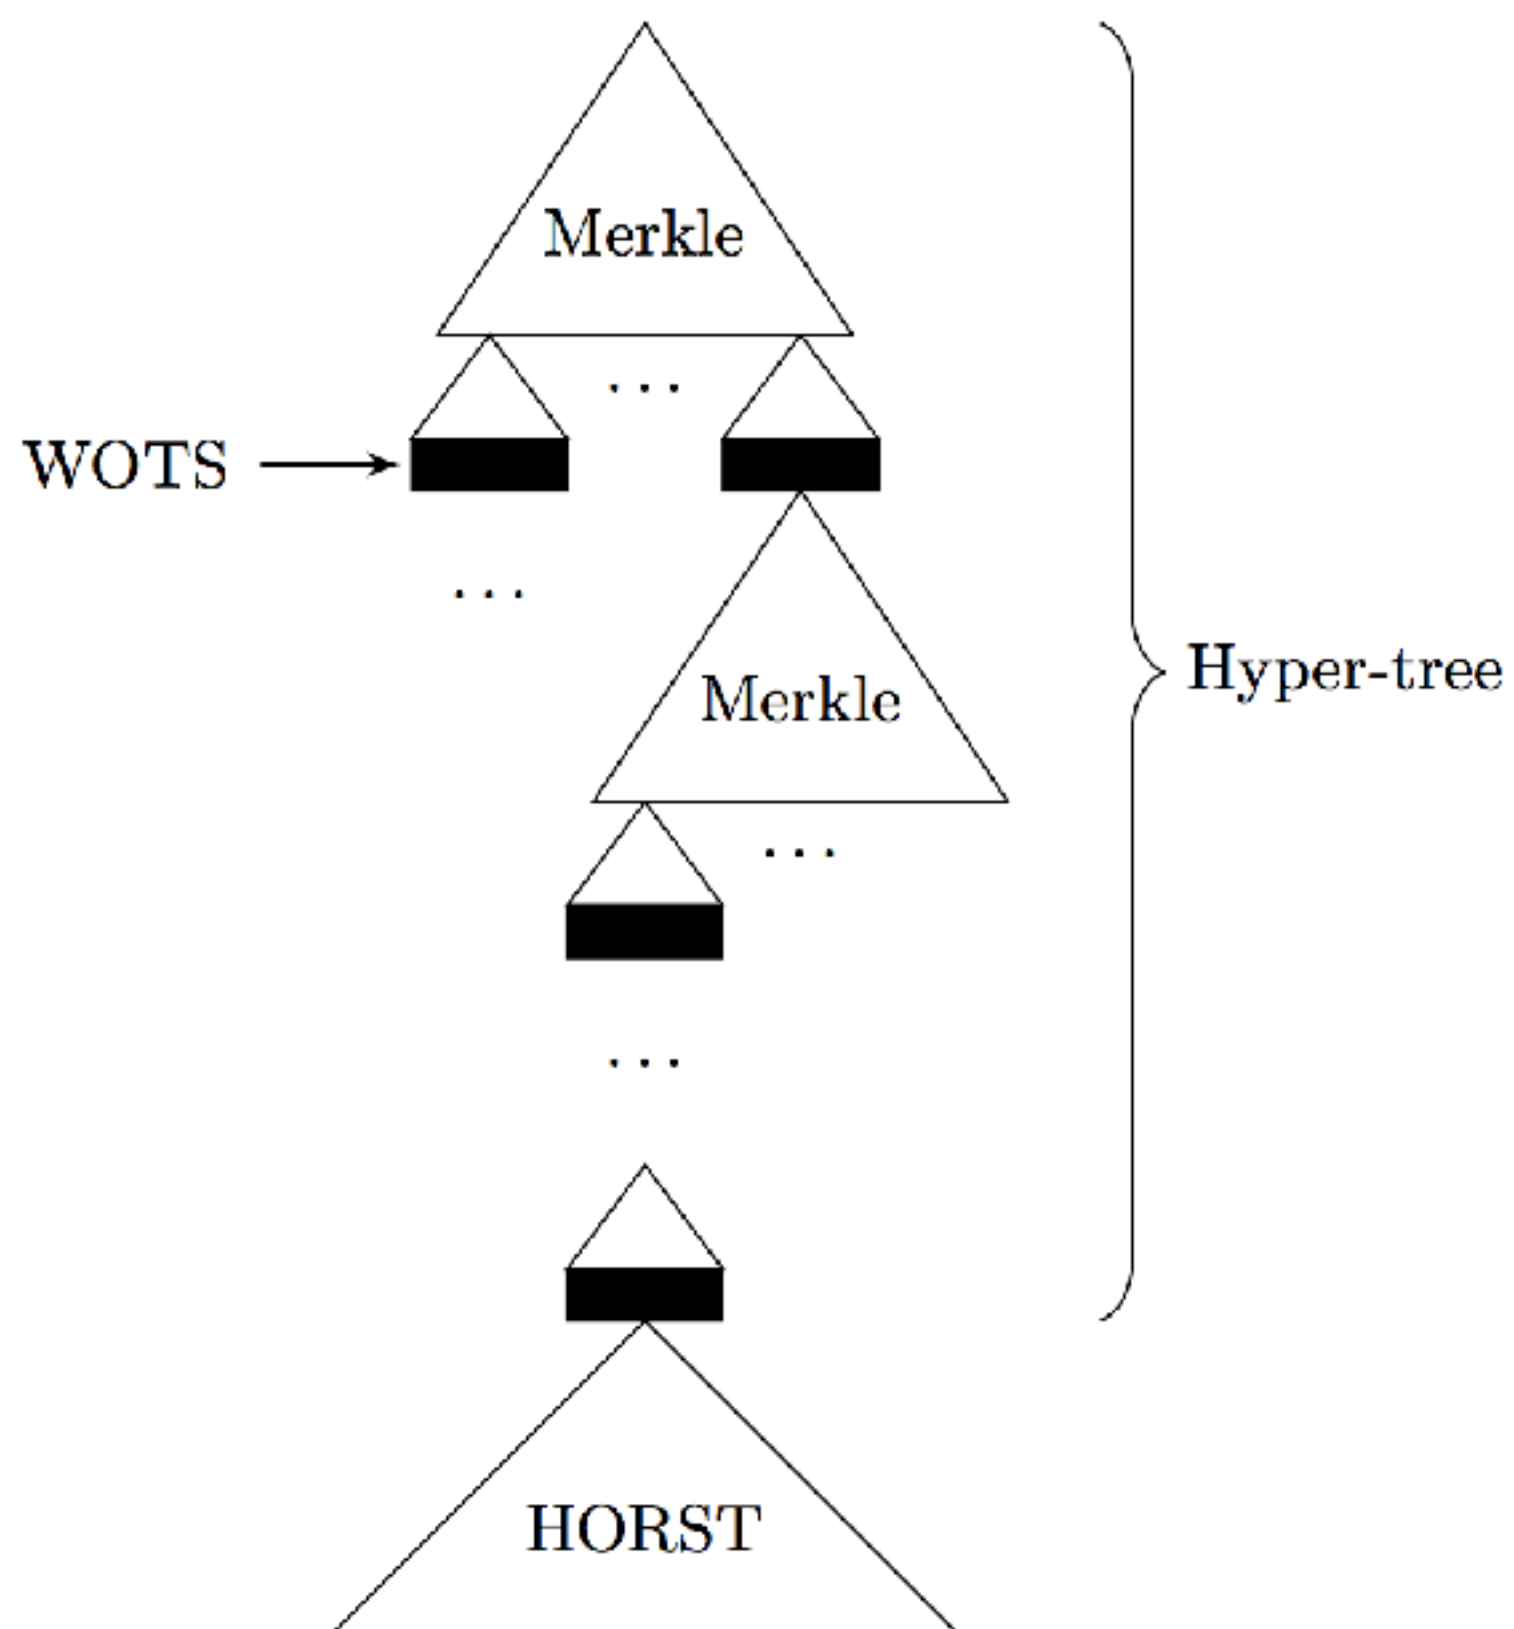 Merkle
. . .
WOTS
. . .
Merkle
Hyper-tree
. . .
. . .
HORST